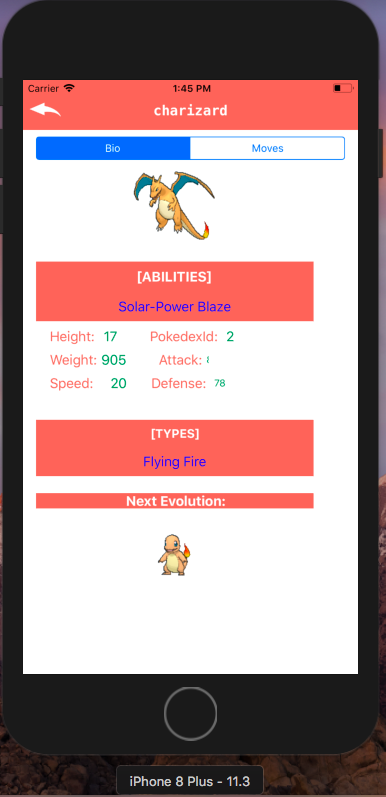 Carrier 1:45 PM
charizard
Bio Moves
[ABILITIES]
Solar-Power Blaze
Height: 17 PokedexId: 2
Weight: 905 Attack:
Speed: 20 Defense: 78
[TYPES]
Flying Fire
Next Evolution:
iPhone 8 Plus - 11.3